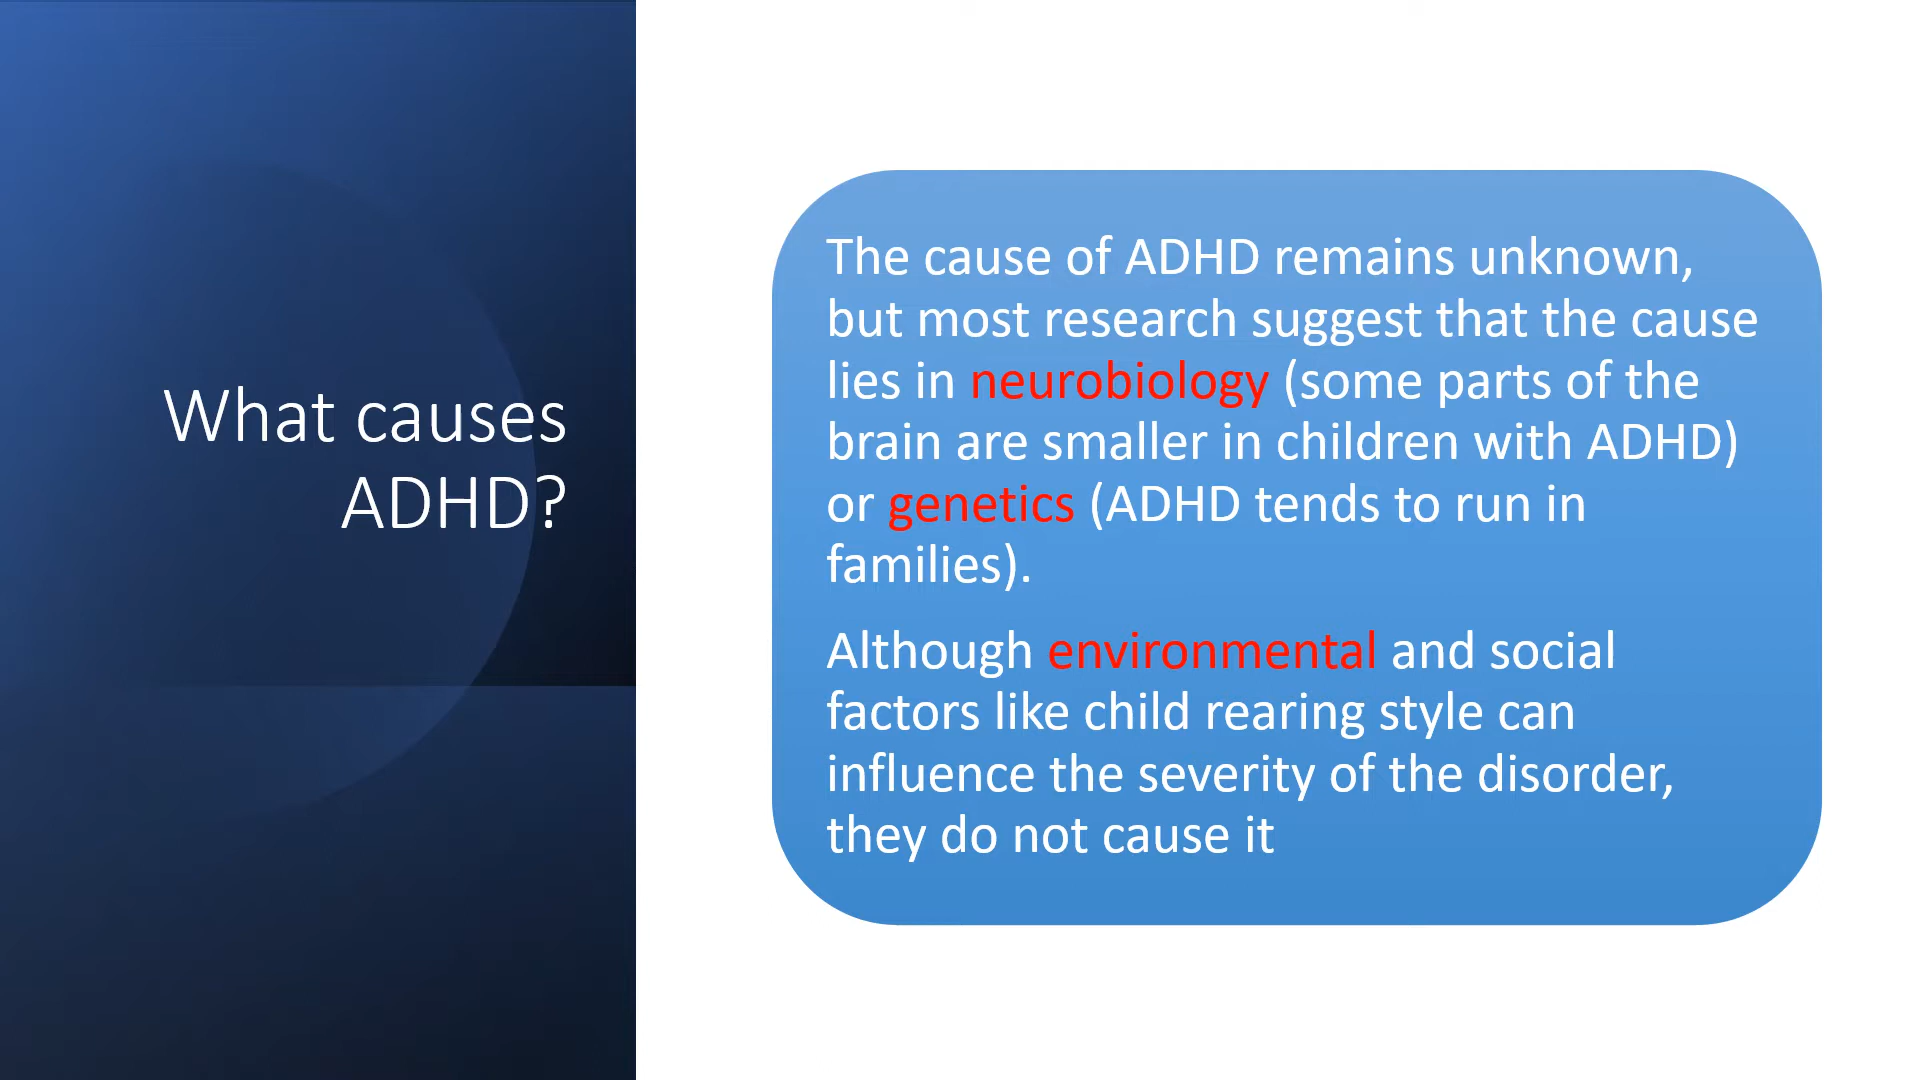 What causes
ADHD?
The cause of ADHD remains unknown,
but most research suggest that the cause
lies in neurobiology (some parts of the
brain are smaller in children with ADHD)
or genetics (ADHD tends to run in
families).
Although environmental and social
factors like child rearing style can
influence the severity of the disorder,
they do not cause it